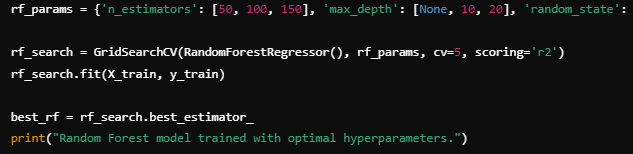 rf_params = {'n_estimators': [50, 100, 150], 'max_depth': [None, 10, 20], 'random_state':
rf_search = GridSearchCV(RandomForestRegressor(), rf_params, cv=5, scoring='r2')
rf_search.fit(X_train, y_train)
best_rf = rf_search.best_estimator_
print("Random Forest model trained with optimal hyperparameters.")